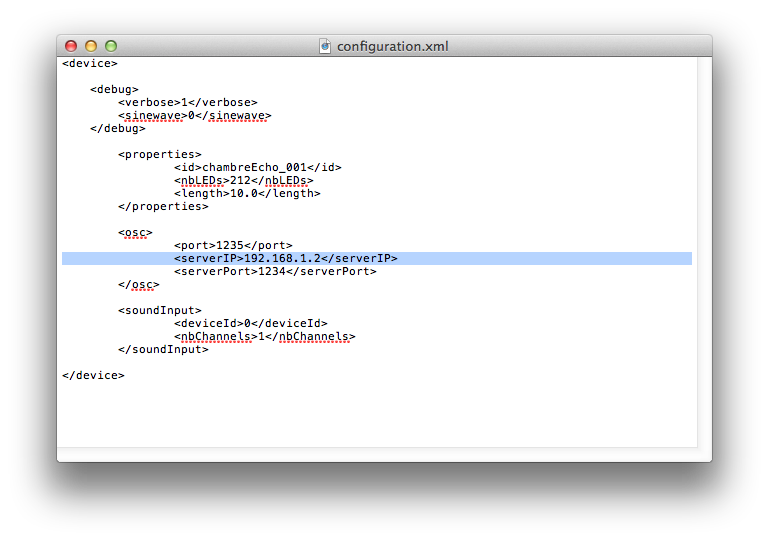 configuration.xml
<device>
<debug>
<verbose>1</verbose>
<sinewave>0</sinewave>
</debug>
<properties>
<id>chambreEcho_001</id>
<nbLEDs>212</nbLEDs>
<length>10.0</length>
</properties>
<osc>
<port>1235</port>
<serverIP>192.168.1.2</serverIP>
<serverPort>1234</serverPort>
</osc>
<soundInput>
<deviceId>0</deviceId>
<nbChannels>1</nbChannels>
</soundInput>
</device>